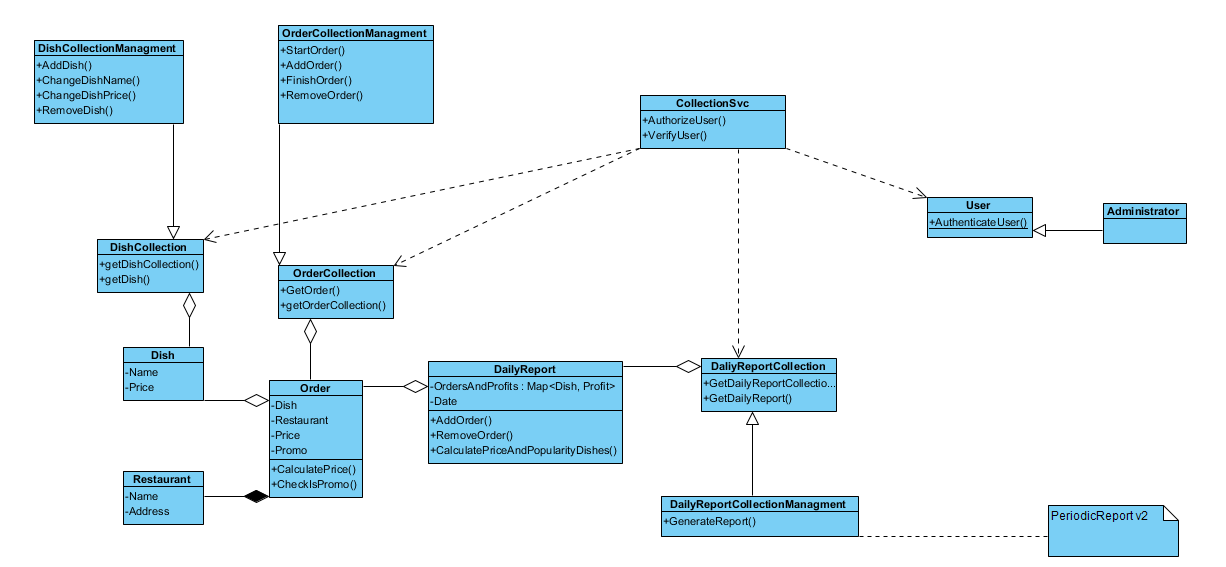 DishCollectionManagment
+AddDish()
+ChangeDishName()
+ChangeDishPrice()
+RemoveDish()
OrderCollectionManagment
+StartOrder()
+AddOrder()
+FinishOrder()
+RemoveOrder()
CollectionSvc
+AuthorizeUser()
+VerifyUser()
User
+AuthenticateUser()
Administrator
DishCollection
+getDishCollection()
+getDish()
OrderCollection
+GetOrder()
+getOrderCollection()
Dish
-Name
-Price
Order
-Dish
-Restaurant
-Price
-Promo
+CalculatePrice()
+CheckIsPromo()
DailyReport
-OrdersAndProfits : Map<Dish, Profit>
-Date
+AddOrder()
+RemoveOrder()
+CalculatePriceAndPopularityDishes()
DaliyReportCollection
+GetDailyReportCollectio...
+GetDailyReport()
Restaurant
-Name
-Address
DailyReportCollectionManagment
+GenerateReport()
PeriodicReport v2